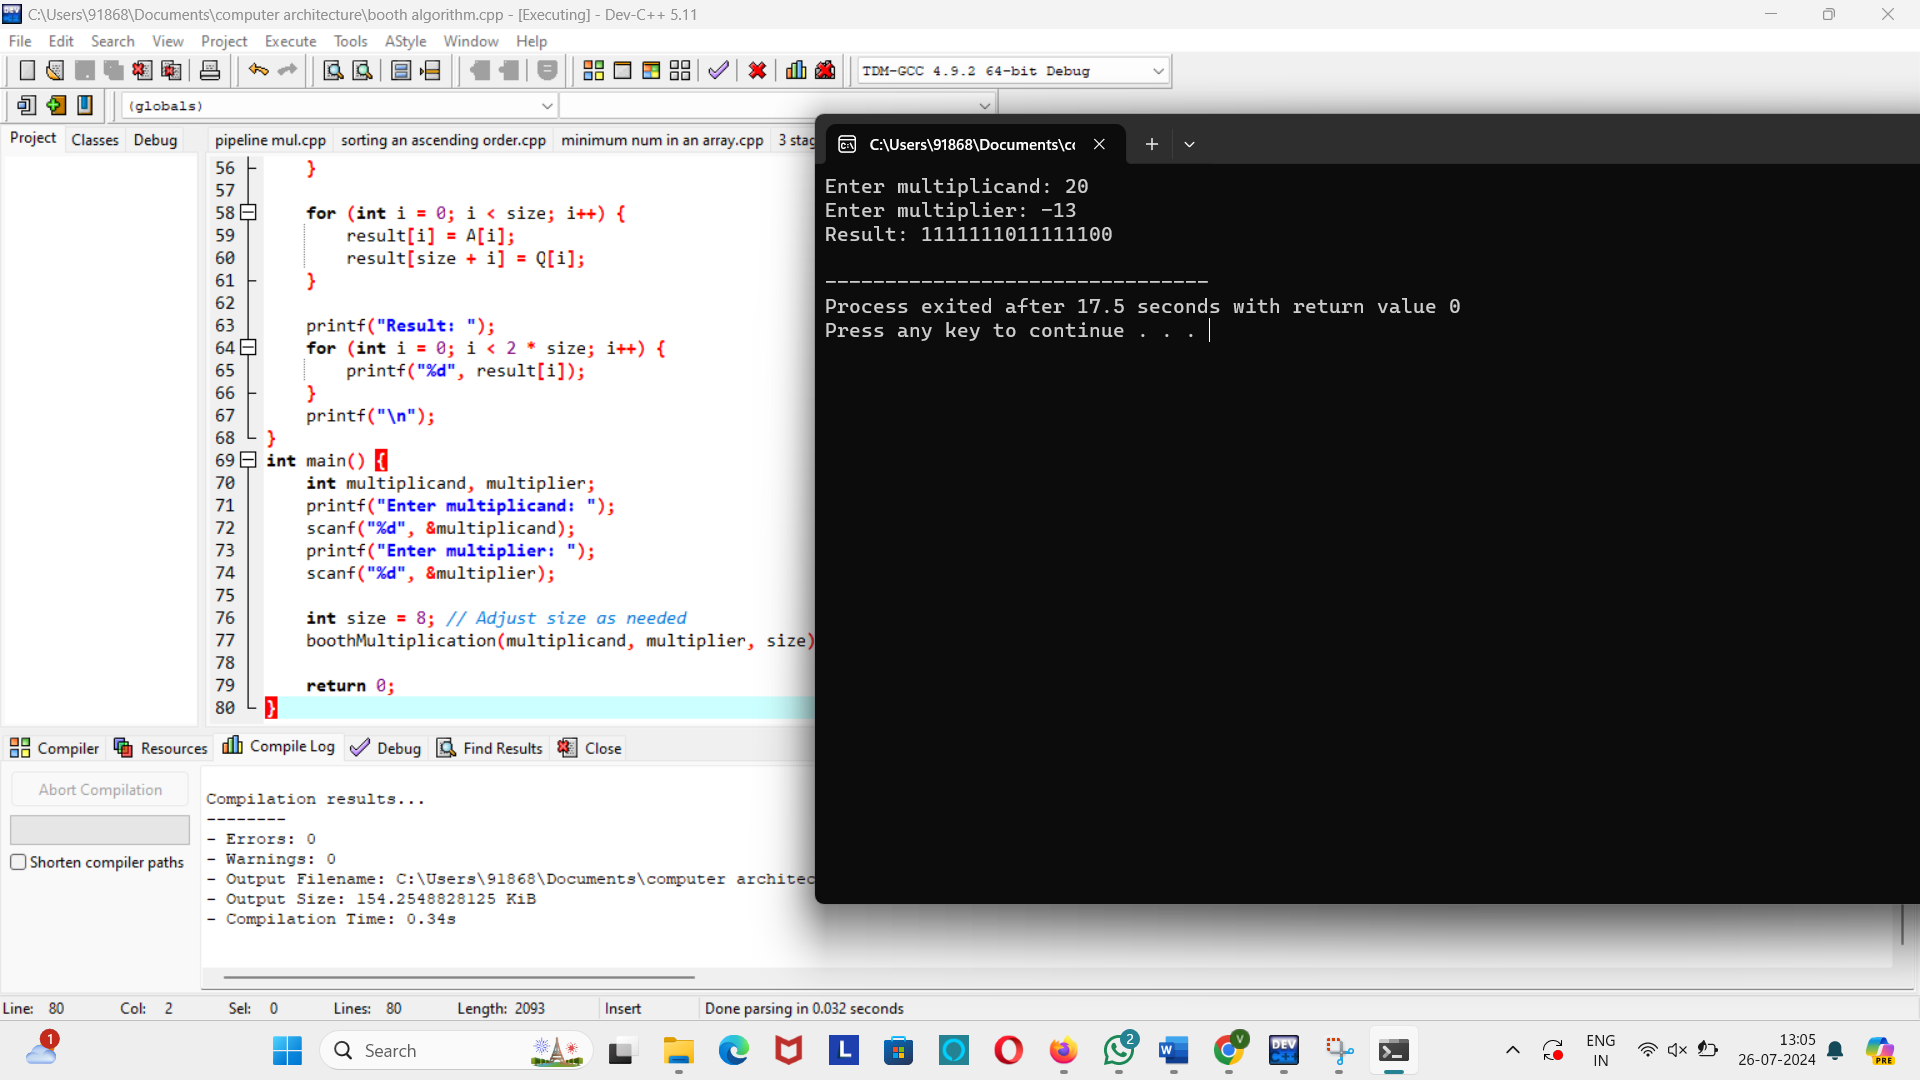 C:\Users\91868\Documents\computer architecture\booth algorithm.cpp - [Executing] - Dev-C++ 5.11
File Edit Search View Project Execute Tools AStyle Window Help
TDM-GCC 4.9.2 64-bit Debug
(globals)
Project Classes Debug
pipeline mul.cpp sorting an ascending order.cpp minimum num in an array.cpp 3 stag
56 }
57
58 for (int i = 0; i < size; i++) {
59 result[i] = A[i];
60 result[size + i] = Q[i];
61 }
62
63 printf("Result: ");
64 for (int i = 0; i < 2 * size; i++) {
65 printf("%d", result[i]);
66 }
67 printf("\n");
68 }
69 int main() {
70 int multiplicand, multiplier;
71 printf("Enter multiplicand: ");
72 scanf("%d", &multiplicand);
73 printf("Enter multiplier: ");
74 scanf("%d", &multiplier);
75
76 int size = 8; // Adjust size as needed
77 boothMultiplication(multiplicand, multiplier, size)
78
79 return 0;
80 }
C:\Users\91868\Documents\cc
Enter multiplicand: 20
Enter multiplier: -13
Result: 1111111011111100
--------------------------------
Process exited after 17.5 seconds with return value 0
Press any key to continue . . .
Compiler Resources Compile Log Debug Find Results Close
Abort Compilation
Shorten compiler paths
Compilation results...
--------
- Errors: 0
- Warnings: 0
- Output Filename: C:\Users\91868\Documents\computer architec
- Output Size: 154.2548828125 KiB
- Compilation Time: 0.34s
Line: 80 Col: 2 Sel: 0 Lines: 80 Length: 2093 Insert Done parsing in 0.032 seconds
1
Search
L
2
W
V
DEV
ENG
IN
13:05
26-07-2024
PRE